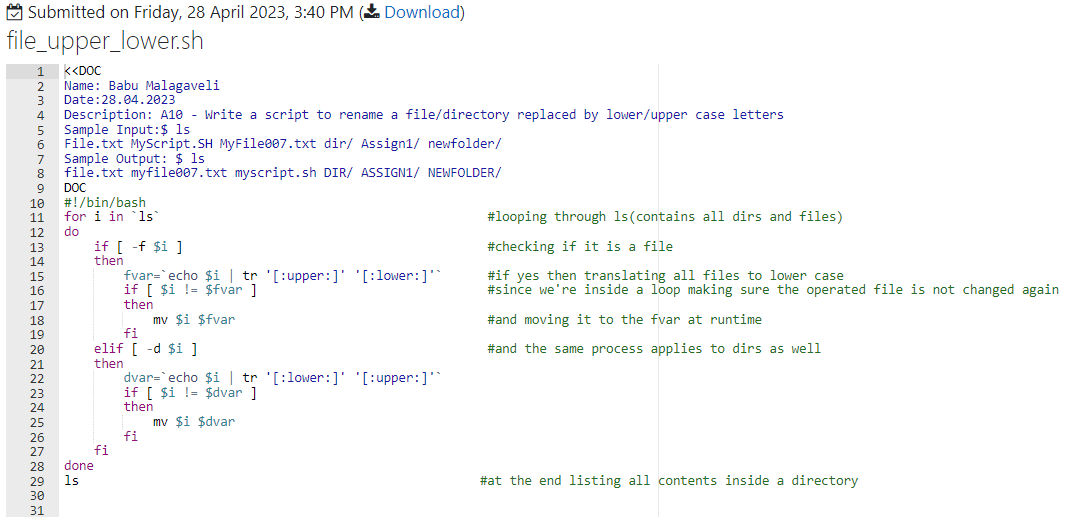 Submitted on Friday, 28 April 2023, 3:40 PM (Download)
file_upper_lower.sh
1 <<DOC
2 Name: Babu Malagaveli
3 Date:28.04.2023
4 Description: A10 - Write a script to rename a file/directory replaced by lower/upper case letters
5 Sample Input:$ ls
6 File.txt MyScript.SH MyFile007.txt dir/ Assign1/ newfolder/
7 Sample Output: $ ls
8 file.txt myfile007.txt myscript.sh DIR/ ASSIGN1/ NEWFOLDER/
9 DOC
10 #!/bin/bash
11 for i in `ls` #looping through ls(contains all dirs and files)
12 do
13 if [ -f $i ] #checking if it is a file
14 then
15 fvar=`echo $i | tr '[:upper:]' '[:lower:]'` #if yes then translating all files to lower case
16 if [ $i != $fvar ] #since we're inside a loop making sure the operated file is not changed again
17 then
18 mv $i $fvar #and moving it to the fvar at runtime
19 fi
20 elif [ -d $i ] #and the same process applies to dirs as well
21 then
22 dvar=`echo $i | tr '[:lower:]' '[:upper:]'`
23 if [ $i != $dvar ]
24 then
25 mv $i $dvar
26 fi
27 fi
28 done
29 ls #at the end listing all contents inside a directory
30
31